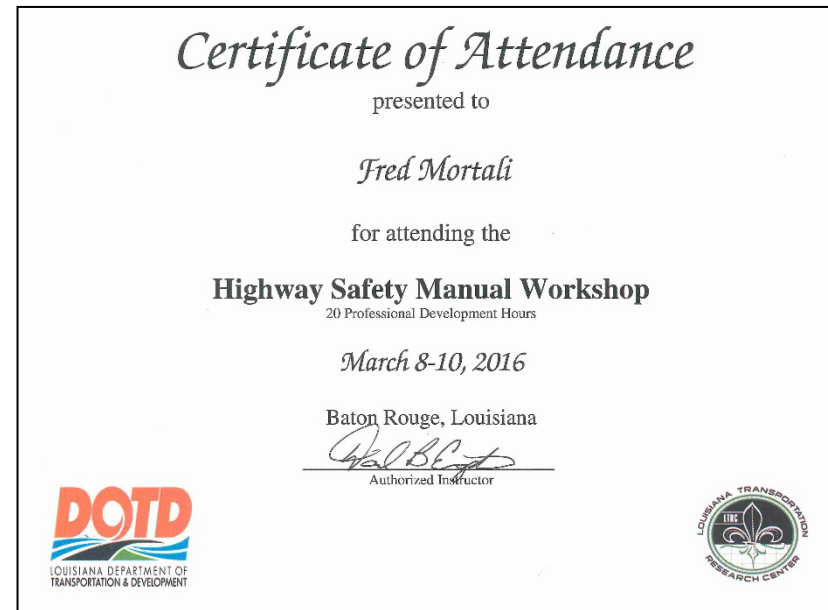 Certificate of Attendance
presented to
Fred Mortali
for attending the
Highway Safety Manual Workshop
20 Professional Development Hours
March 8-10, 2016
Baton Rouge, Louisiana
Authorized Instructor
DOTD
LOUISIANA DEPARTMENT OF
TRANSPORTATION & DEVELOPMENT
LOUISIANA TRANSPORTATION
LTRC
RESEARCH CENTER